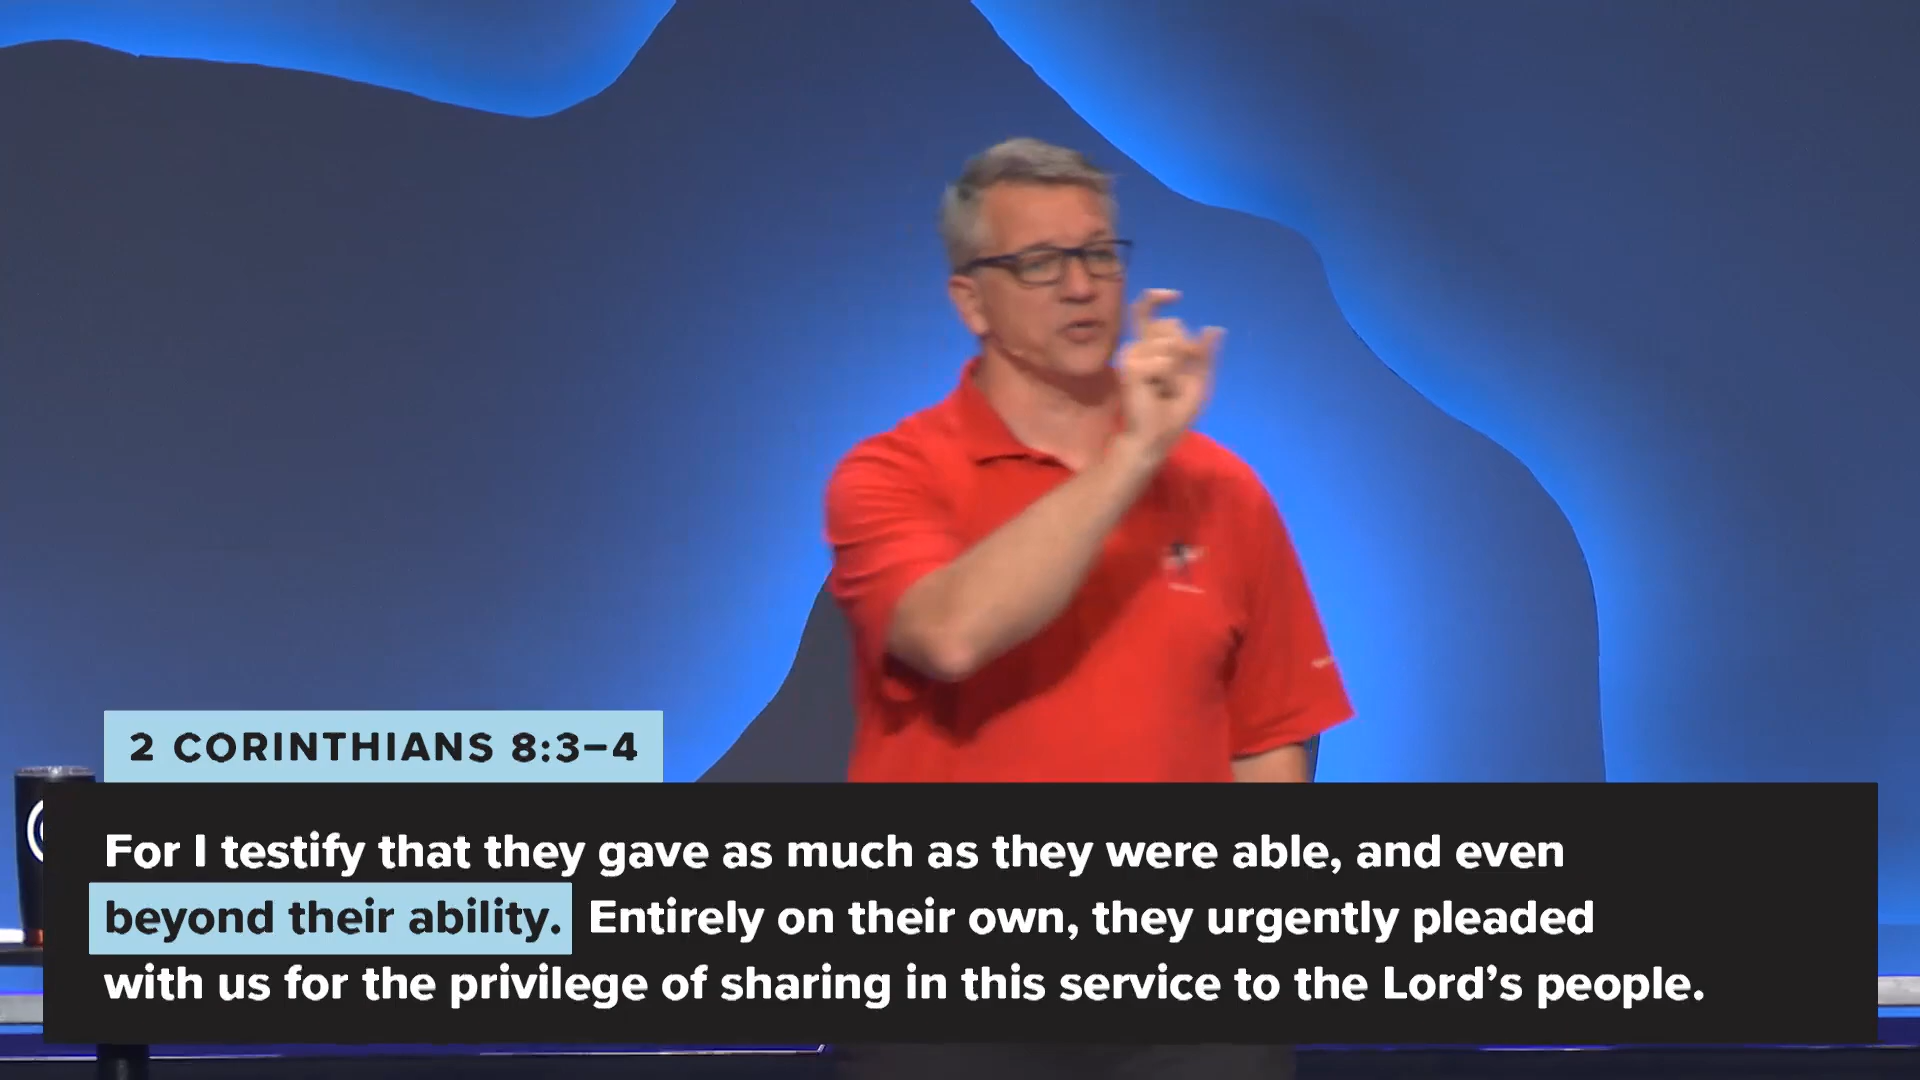 2 CORINTHIANS 8:3–4
For I testify that they gave as much as they were able, and even
beyond their ability. Entirely on their own, they urgently pleaded
with us for the privilege of sharing in this service to the Lord’s people.